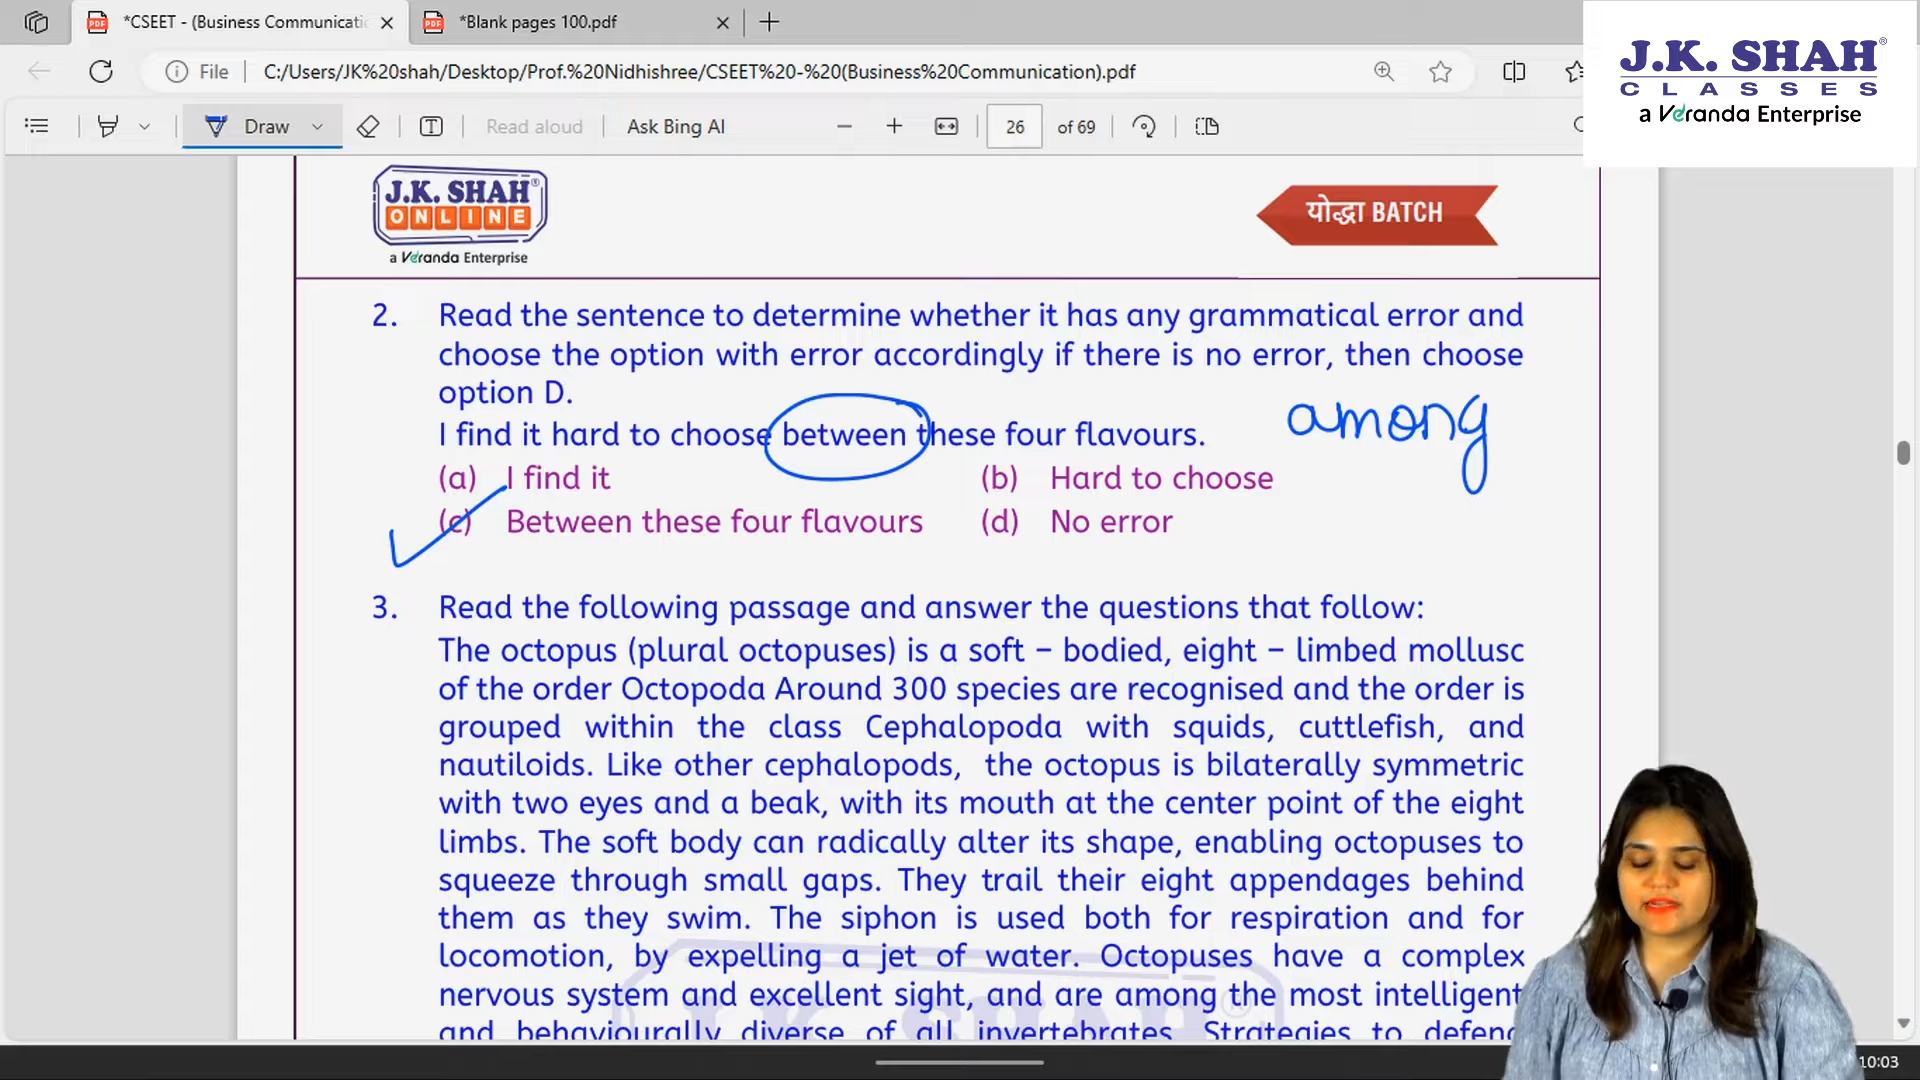 *CSEET - (Business Communicati
*Blank pages 100.pdf
File
C:/Users/JK%20shah/Desktop/Prof.%20Nidhishree/CSEET%20-%20(Business%20Communication).pdf
J.K. SHAH®
CLASSES
a Veranda Enterprise
Draw
Read aloud
Ask Bing AI
26
of 69
J.K. SHAH®
ONLINE
a Veranda Enterprise
योद्धा BATCH
2. Read the sentence to determine whether it has any grammatical error and
choose the option with error accordingly if there is no error, then choose
option D.
among
I find it hard to choose between these four flavours.
(a) I find it (b) Hard to choose
(c) Between these four flavours (d) No error
3. Read the following passage and answer the questions that follow:
The octopus (plural octopuses) is a soft – bodied, eight – limbed mollusc
of the order Octopoda Around 300 species are recognised and the order is
grouped within the class Cephalopoda with squids, cuttlefish, and
nautiloids. Like other cephalopods, the octopus is bilaterally symmetric
with two eyes and a beak, with its mouth at the center point of the eight
limbs. The soft body can radically alter its shape, enabling octopuses to
squeeze through small gaps. They trail their eight appendages behind
them as they swim. The siphon is used both for respiration and for
locomotion, by expelling a jet of water. Octopuses have a complex
nervous system and excellent sight, and are among the most intelligent
and behaviourally diverse of all invertebrates. Strategies to defend
10:03